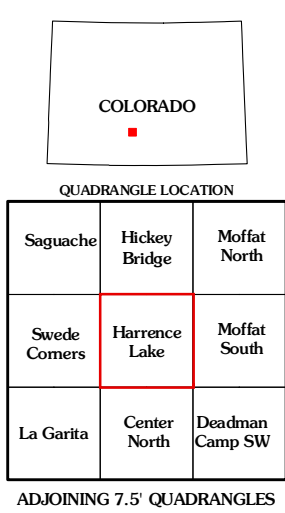 COLORADO
QUADRANGLE LOCATION
Saguache
Hickey
Bridge
Moffat
North
Swede
Corners
Harrence
Lake
Moffat
South
La Garita
Center
North
Deadman
Camp SW
ADJOINING 7.5' QUADRANGLES